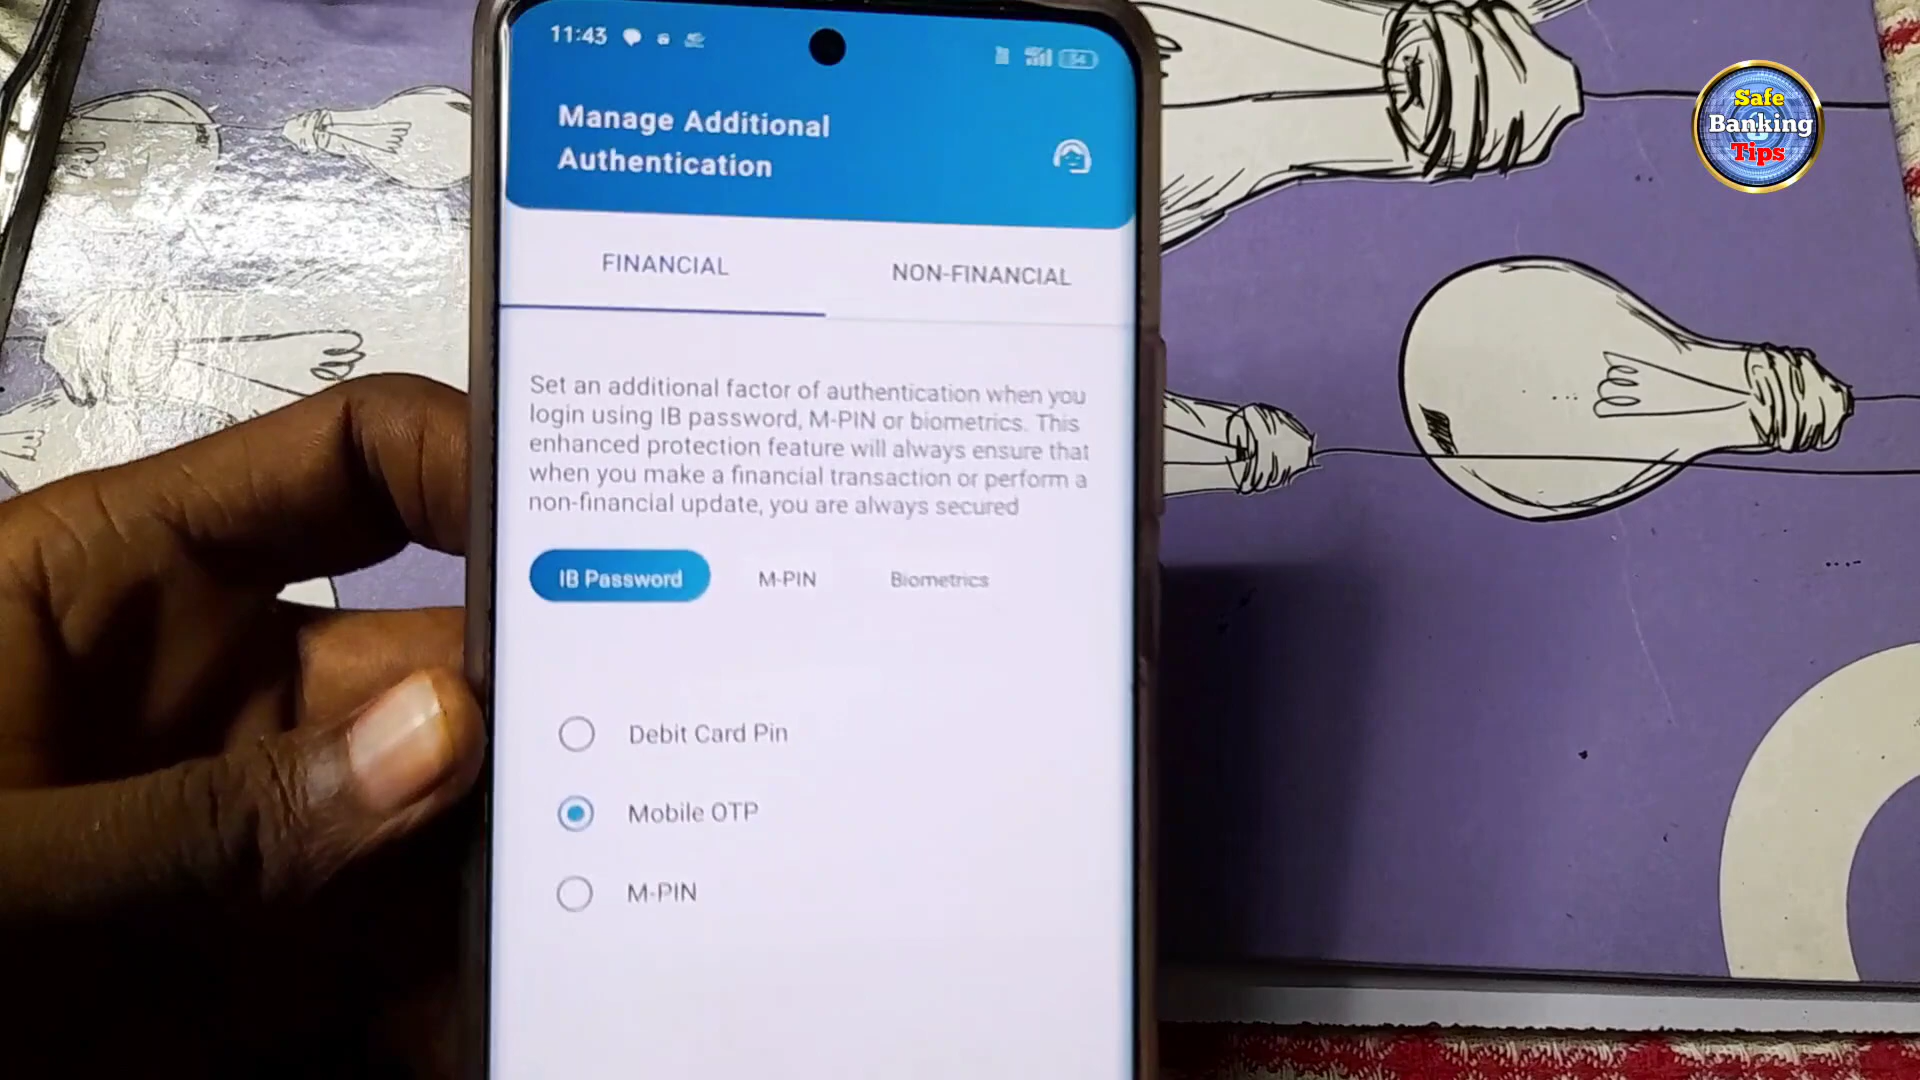 11:43
54
Manage Additional
Authentication
FINANCIAL
NON-FINANCIAL
Set an additional factor of authentication when you
login using IB password, M-PIN or biometrics. This
enhanced protection feature will always ensure that
when you make a financial transaction or perform a
non-financial update, you are always secured
IB Password
M-PIN
Biometrics
Debit Card Pin
Mobile OTP
M-PIN
Safe
Banking
Tips